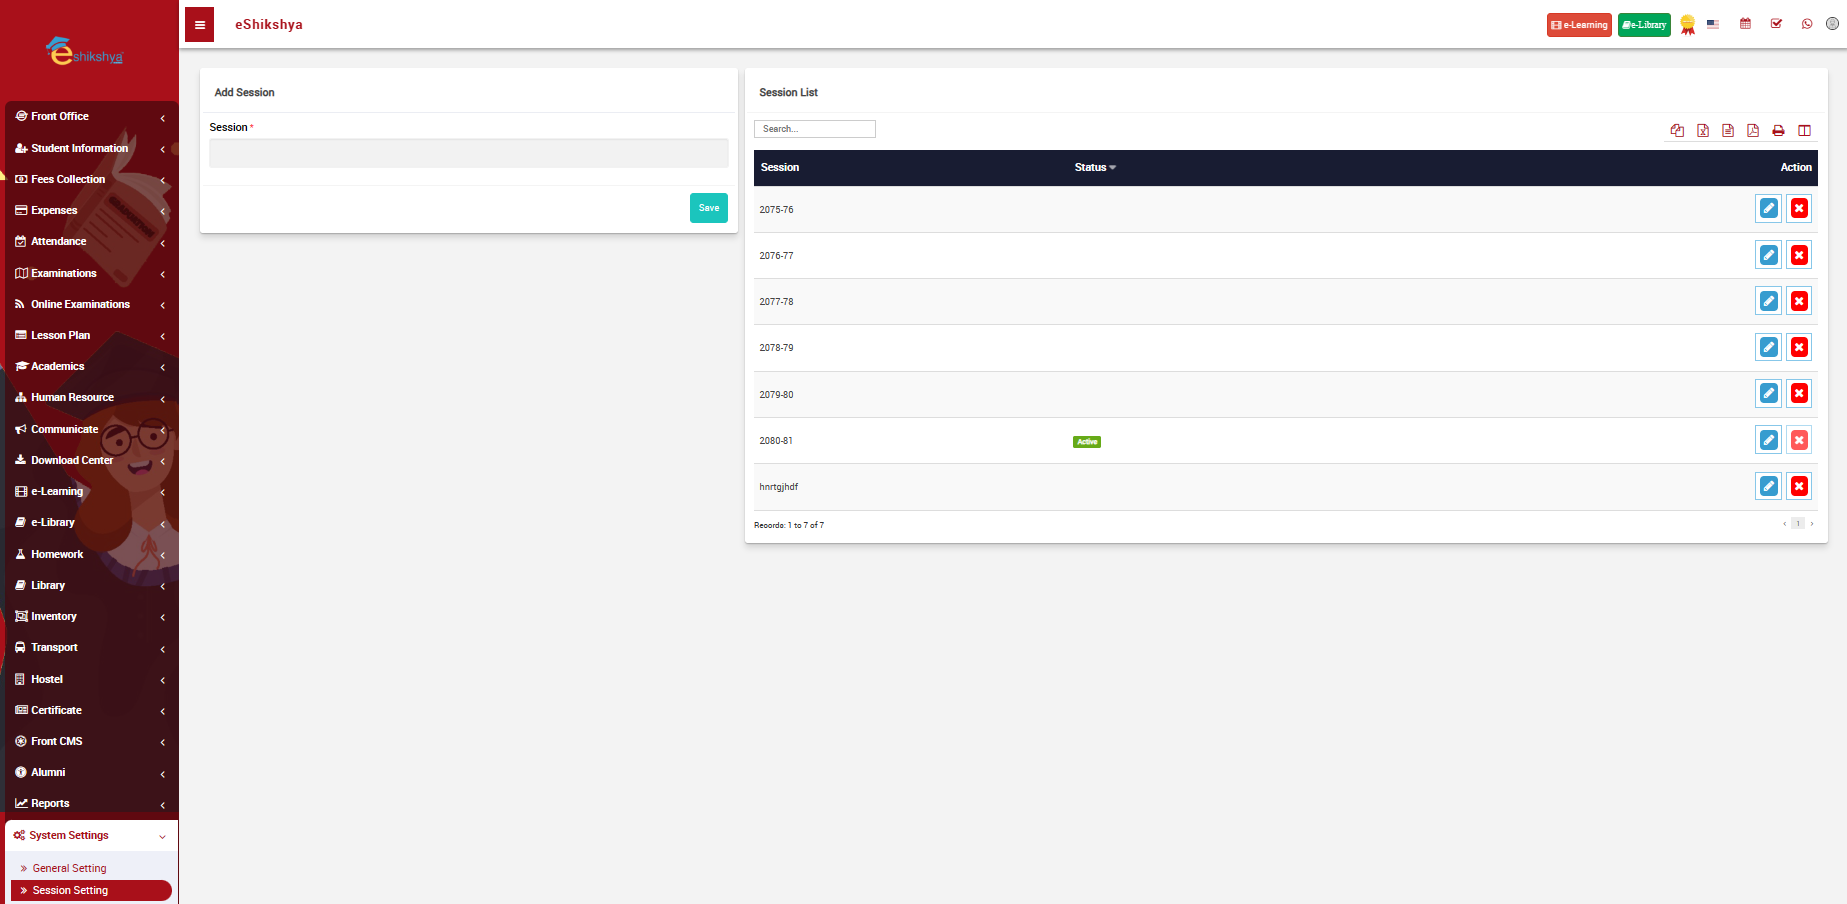 eshikshya
eShikshya
e-Learning
e-Library
Front Office
Student Information
Fees Collection
Expenses
Attendance
Examinations
Online Examinations
Lesson Plan
Academics
Human Resource
Communicate
Download Center
e-Learning
e-Library
Homework
Library
Inventory
Transport
Hostel
Certificate
Front CMS
Alumni
Reports
System Settings
General Setting
Session Setting
GRADUATION
Add Session
Session *
Save
Session List
Search...
Session Status Action
2075-76
2076-77
2077-78
2078-79
2079-80
2080-81 Active
hnrtgjhdf
Records: 1 to 7 of 7
‹ 1 ›